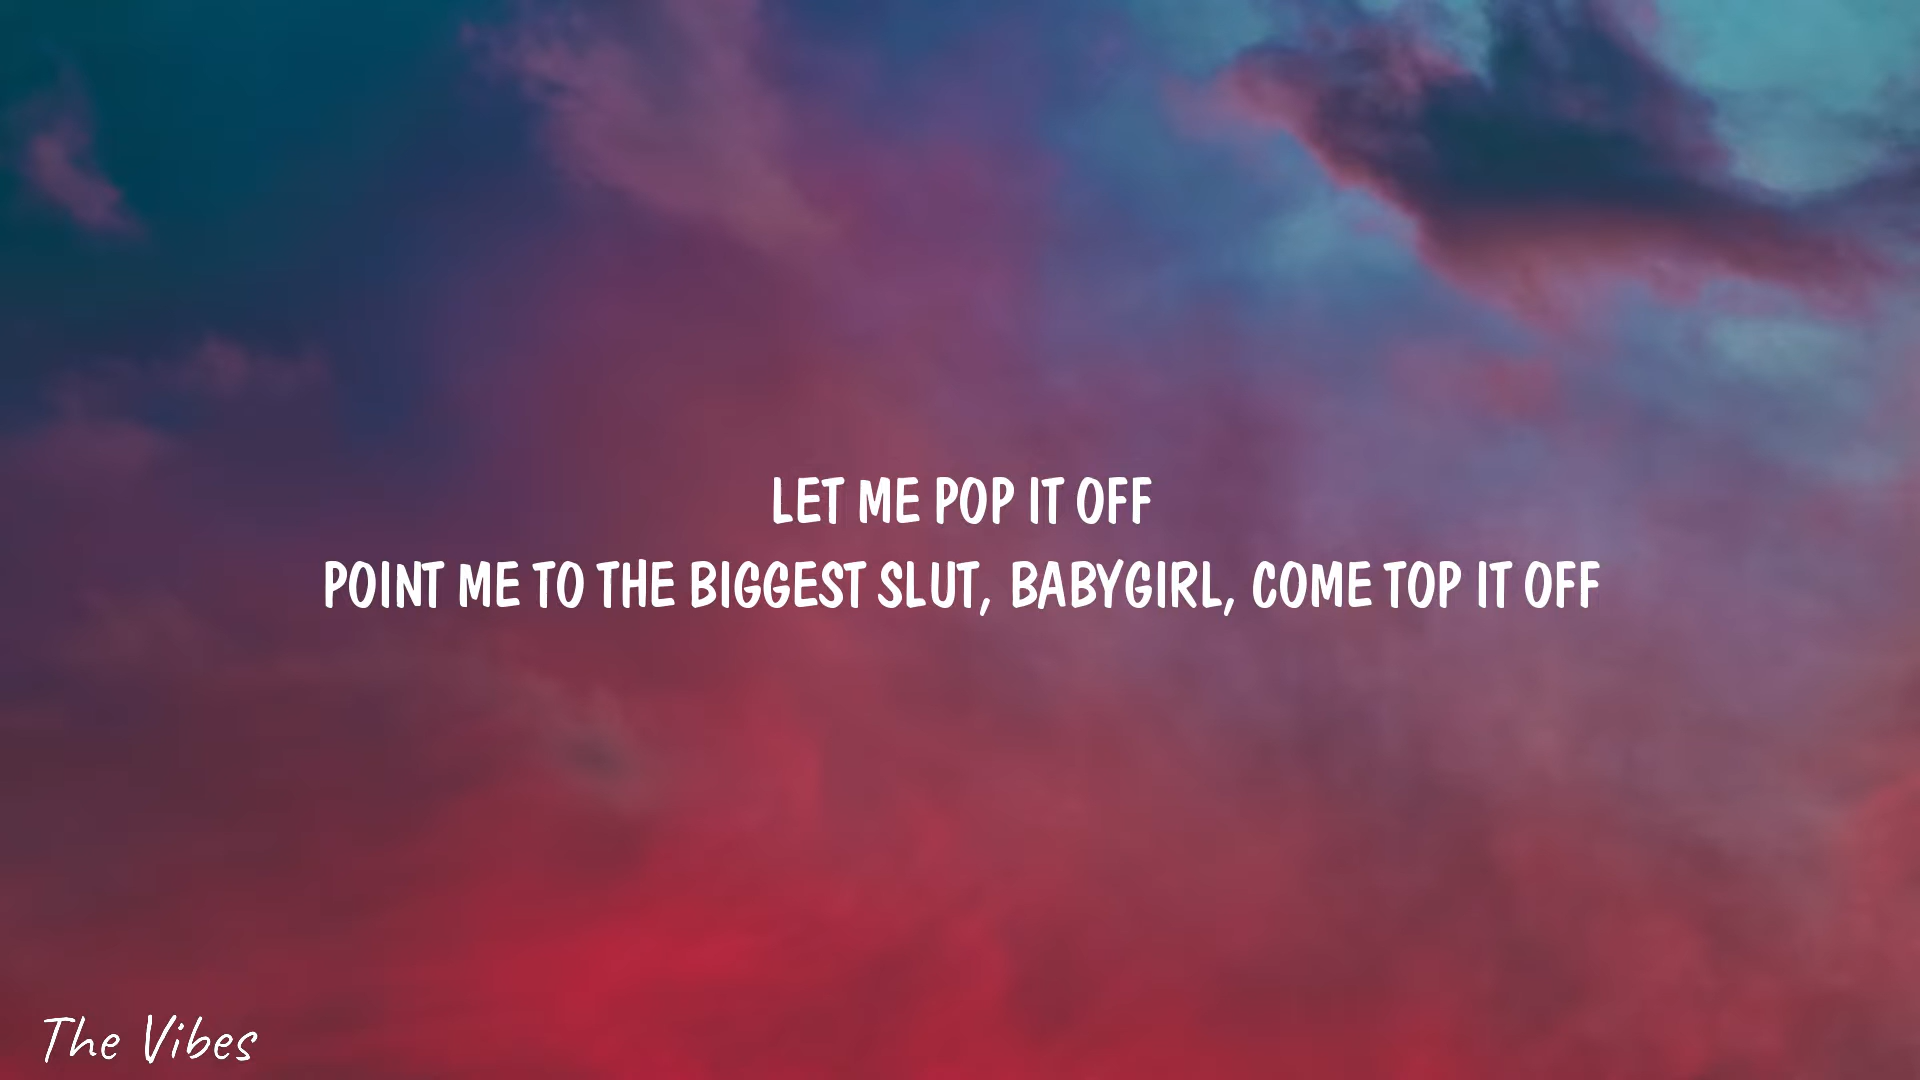 LET ME POP IT OFF
POINT ME TO THE BIGGEST SLUT, BABYGIRL, COME TOP IT OFF
The Vibes